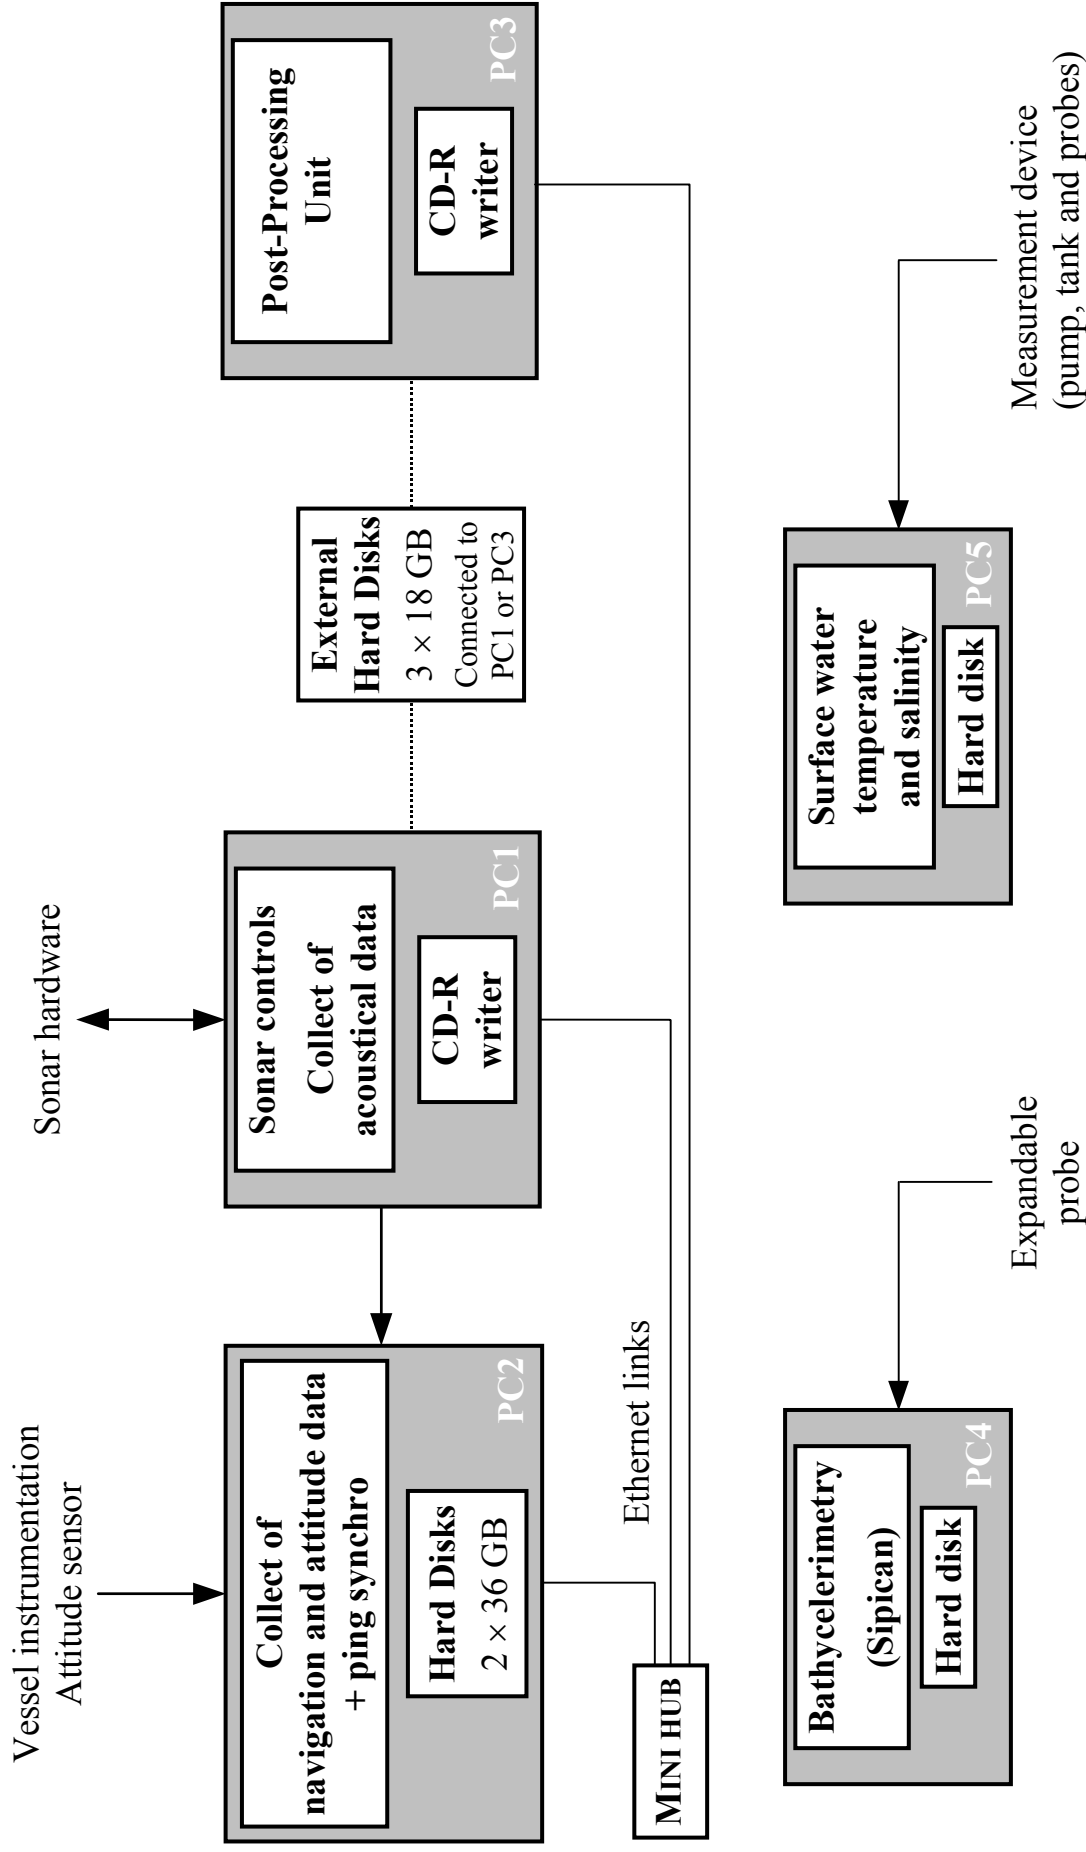 Vessel instrumentation
Attitude sensor
Sonar hardware
Collect of
navigation and attitude data
+ ping synchro
Hard Disks
2 × 36 GB
PC2
Sonar controls
Collect of
acoustical data
CD-R
writer
PC1
External
Hard Disks
3 × 18 GB
Connected to
PC1 or PC3
Post-Processing
Unit
CD-R
writer
PC3
Ethernet links
MINI HUB
Bathycelerimetry
(Sipican)
Hard disk
PC4
Expandable
probe
Surface water
temperature
and salinity
Hard disk
PC5
Measurement device
(pump, tank and probes)